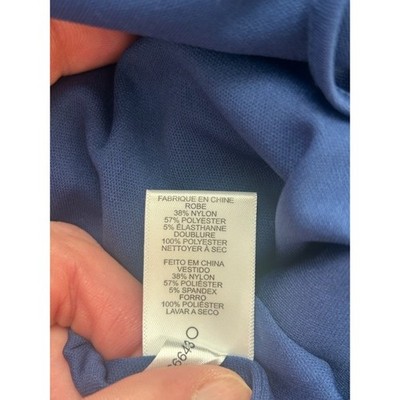 FABRIQUE EN CHINE
ROBE
38% NYLON
57% POLYESTER
5% ÉLASTHANNE
DOUBLURE
100% POLYESTER
NETTOYER À SEC
FEITO EM CHINA
VESTIDO
38% NYLON
57% POLIÉSTER
5% SPANDEX
FORRO
100% POLIÉSTER
LAVAR A SECO